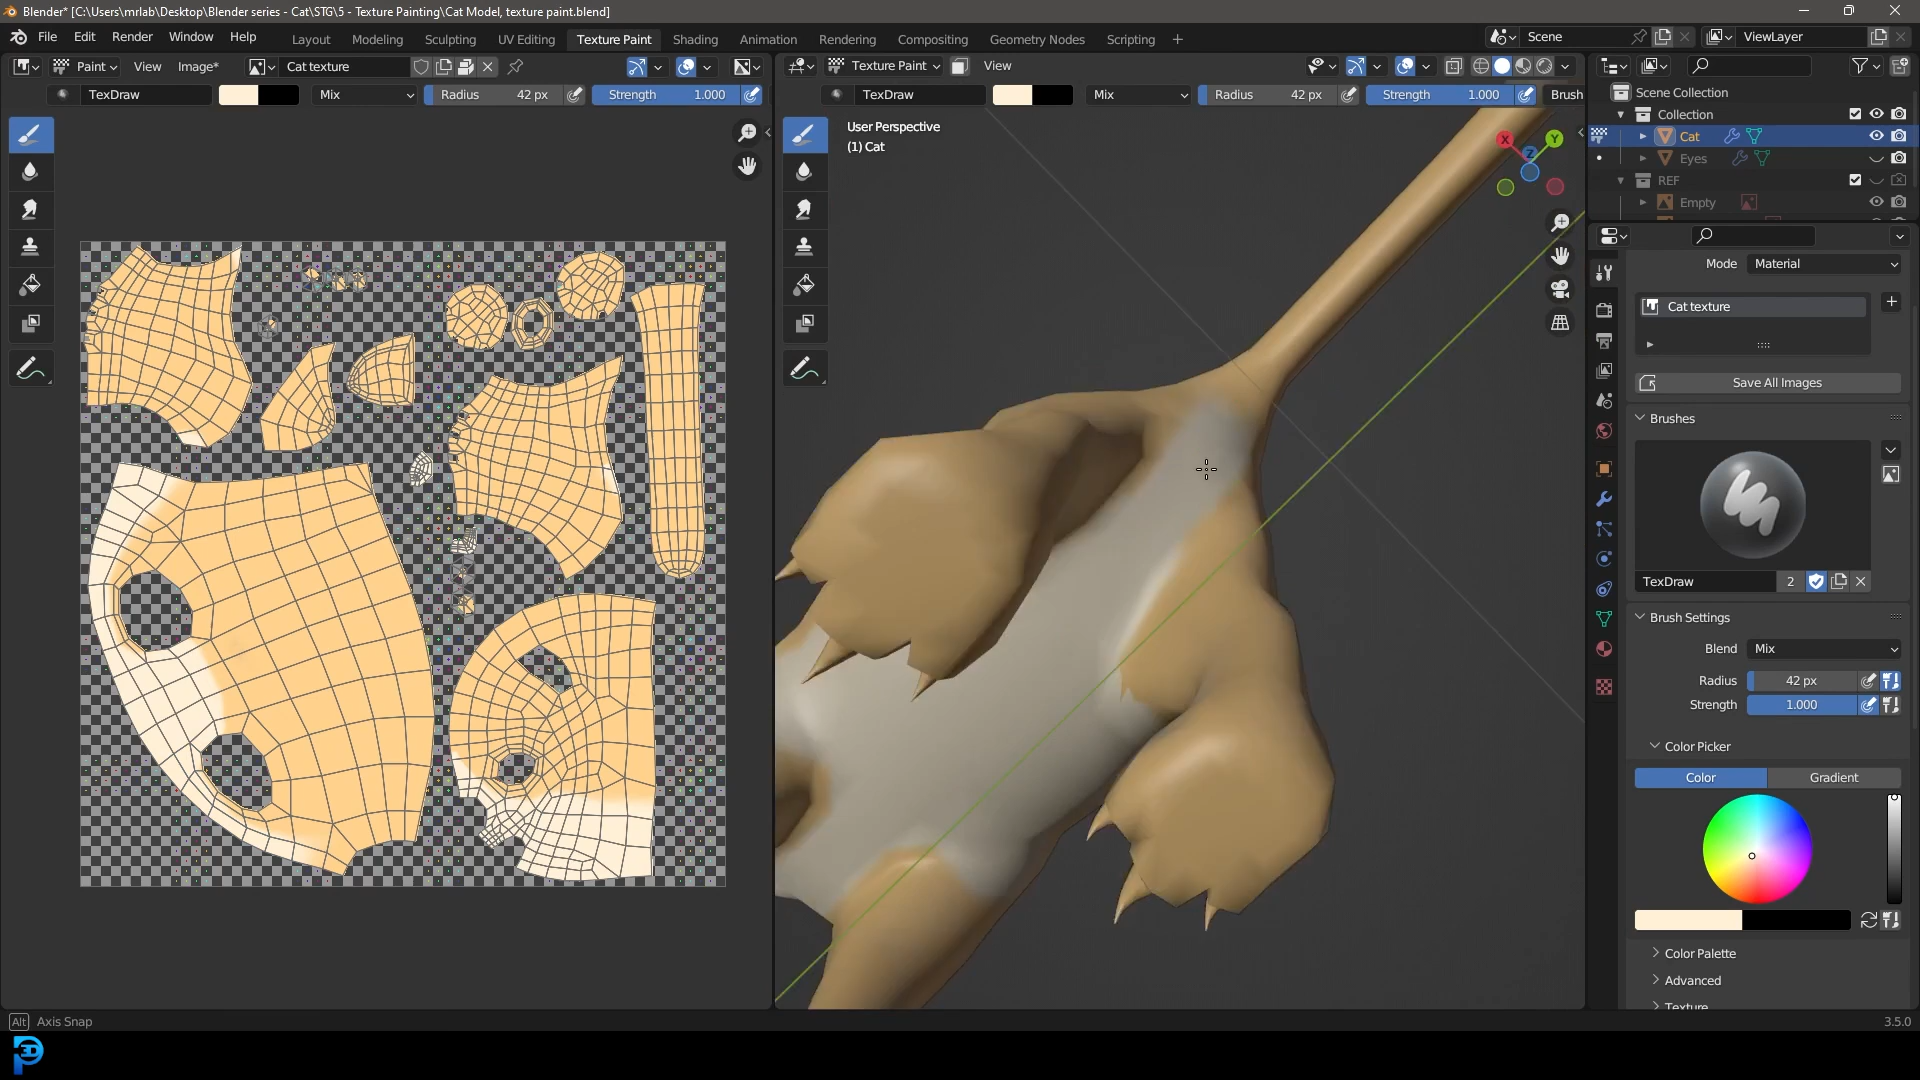 Blender* [C:\Users\mrlab\Desktop\Blender series - Cat\STG\5 - Texture Painting\Cat Model, texture paint.blend]
File Edit Render Window Help Layout Modeling Sculpting UV Editing Texture Paint Shading Animation Rendering Compositing Geometry Nodes Scripting + Scene ViewLayer
Paint View Image* Cat texture Texture Paint View
TexDraw Mix Radius 42 px Strength 1.000 TexDraw Mix Radius 42 px Strength 1.000 Brush
Scene Collection
Collection
Cat
Eyes
REF
Empty
User Perspective
(1) Cat
X Y Z
Mode Material
Cat texture
Save All Images
Brushes
TexDraw 2
Brush Settings
Blend Mix
Radius 42 px
Strength 1.000
Color Picker
Color Gradient
Color Palette
Advanced
Texture
Alt Axis Snap 3.5.0
3D